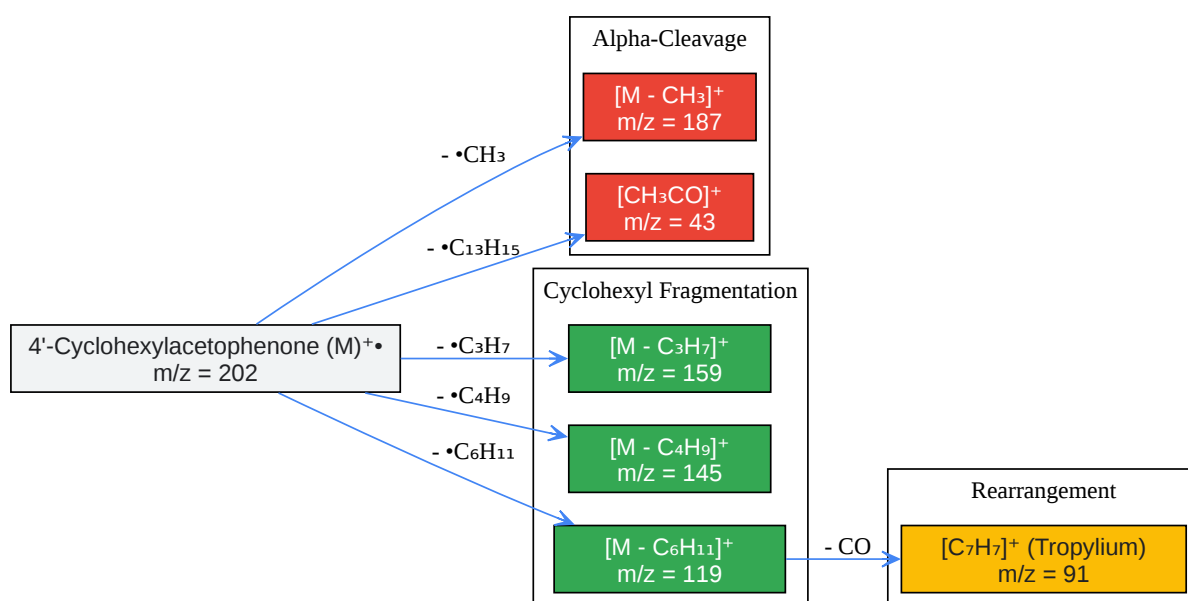 Alpha-Cleavage
[M - CH₃]⁺
m/z = 187
- •CH₃
[CH₃CO]⁺
m/z = 43
- •C₁₃H₁₅
Cyclohexyl Fragmentation
4'-Cyclohexylacetophenone (M)⁺•
m/z = 202
- •C₃H₇
[M - C₃H₇]⁺
m/z = 159
- •C₄H₉
[M - C₄H₉]⁺
m/z = 145
- •C₆H₁₁
[M - C₆H₁₁]⁺
m/z = 119
- CO
Rearrangement
[C₇H₇]⁺ (Tropylium)
m/z = 91